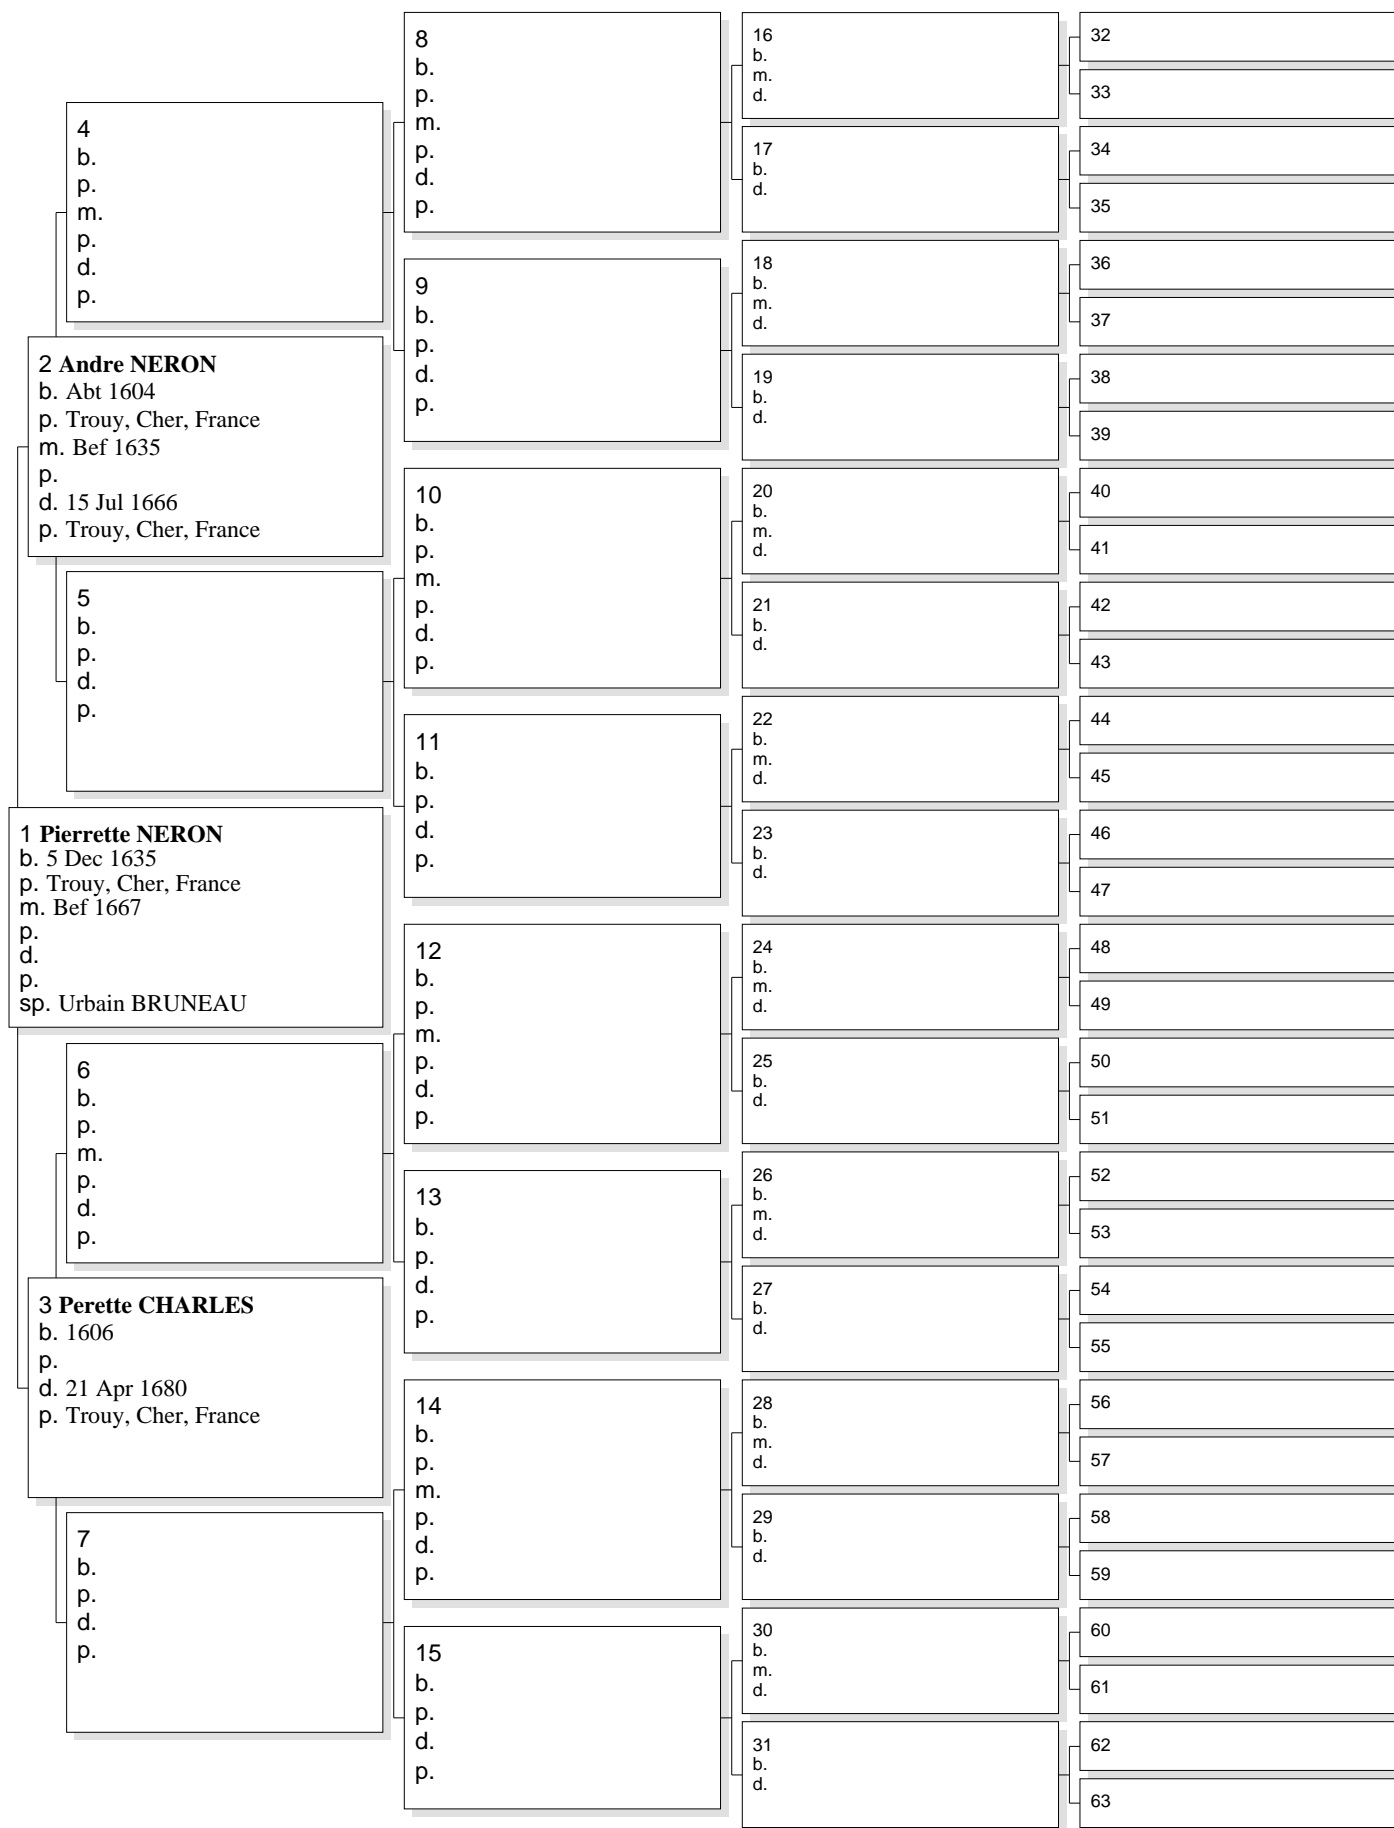 4
b.
p.
m.
p.
d.
p.
2 Andre NERON
b. Abt 1604
p. Trouy, Cher, France
m. Bef 1635
p.
d. 15 Jul 1666
p. Trouy, Cher, France
5
b.
p.
d.
p.
1 Pierrette NERON
b. 5 Dec 1635
p. Trouy, Cher, France
m. Bef 1667
p.
d.
p.
sp. Urbain BRUNEAU
6
b.
p.
m.
p.
d.
p.
3 Perette CHARLES
b. 1606
p.
d. 21 Apr 1680
p. Trouy, Cher, France
7
b.
p.
d.
p.
8
b.
p.
m.
p.
d.
p.
9
b.
p.
d.
p.
10
b.
p.
m.
p.
d.
p.
11
b.
p.
d.
p.
12
b.
p.
m.
p.
d.
p.
13
b.
p.
d.
p.
14
b.
p.
m.
p.
d.
p.
15
b.
p.
d.
p.
16
b.
m.
d.
17
b.
d.
18
b.
m.
d.
19
b.
d.
20
b.
m.
d.
21
b.
d.
22
b.
m.
d.
23
b.
d.
24
b.
m.
d.
25
b.
d.
26
b.
m.
d.
27
b.
d.
28
b.
m.
d.
29
b.
d.
30
b.
m.
d.
31
b.
d.
32
33
34
35
36
37
38
39
40
41
42
43
44
45
46
47
48
49
50
51
52
53
54
55
56
57
58
59
60
61
62
63